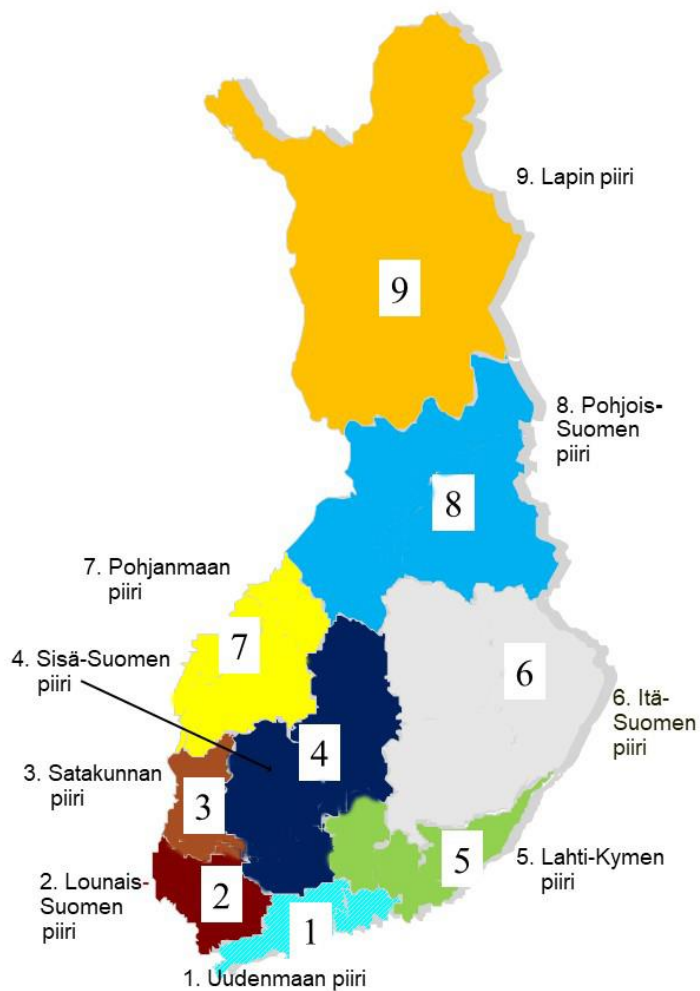 9. Lapin piiri
9
8. Pohjois-
Suomen
piiri
8
7. Pohjanmaan
piiri
7
4. Sisä-Suomen
piiri
6
6. Itä-
Suomen
piiri
4
3. Satakunnan
piiri
3
5
5. Lahti-Kymen
piiri
2. Lounais-
Suomen
piiri
2
1
1. Uudenmaan piiri